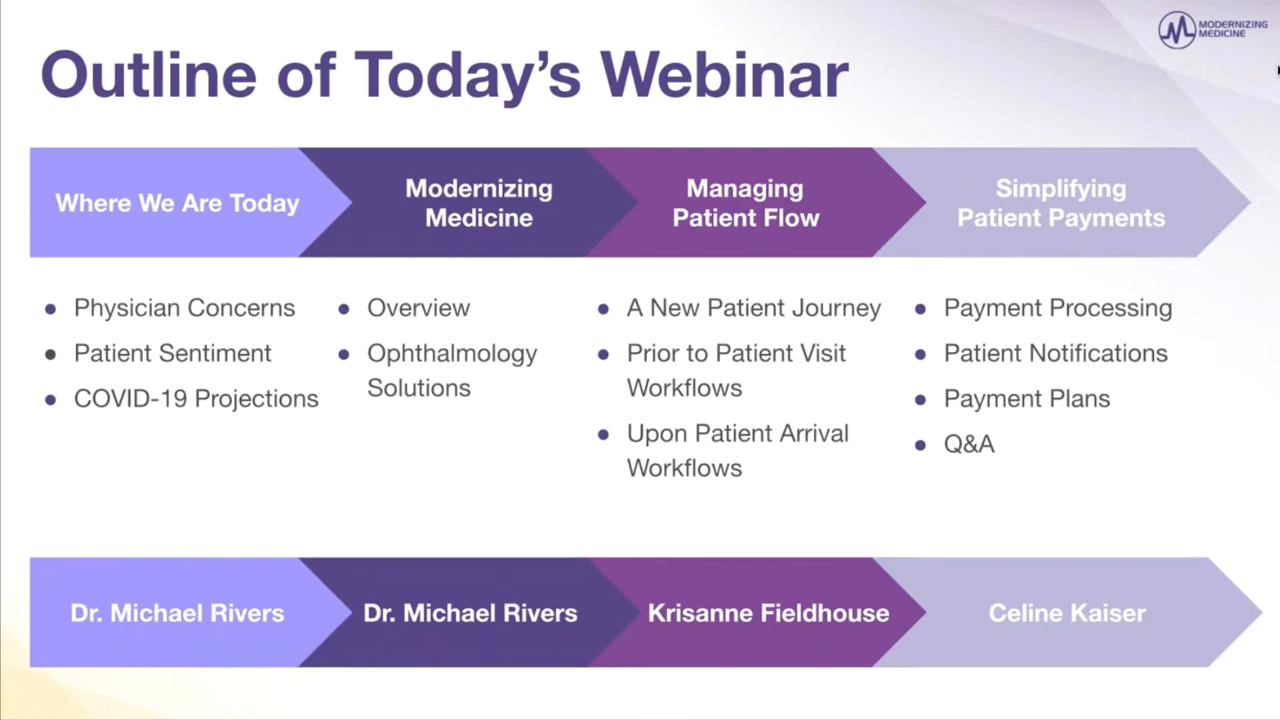 MODERNIZING
MEDICINE
Outline of Today's Webinar
Where We Are Today
Modernizing
Medicine
Managing
Patient Flow
Simplifying
Patient Payments
• Physician Concerns
• Patient Sentiment
• COVID-19 Projections
• Overview
• Ophthalmology
Solutions
• A New Patient Journey
• Prior to Patient Visit
Workflows
• Upon Patient Arrival
Workflows
• Payment Processing
• Patient Notifications
• Payment Plans
• Q&A
Dr. Michael Rivers
Dr. Michael Rivers
Krisanne Fieldhouse
Celine Kaiser